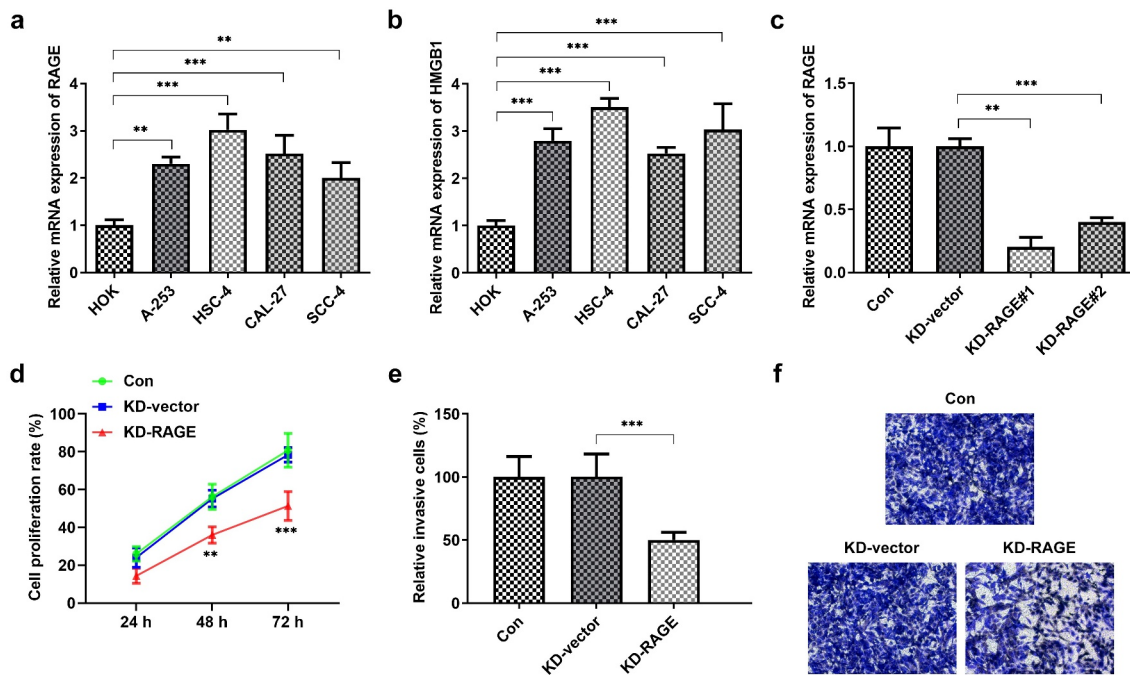 a
Relative mRNA expression of RAGE
4
3
2
1
0
**
***
***
**
HOK
A-253
HSC-4
CAL-27
SCC-4
b
Relative mRNA expression of HMGB1
4
3
2
1
0
***
***
***
***
HOK
A-253
HSC-4
CAL-27
SCC-4
c
Relative mRNA expression of RAGE
1.5
1.0
0.5
0.0
***
**
Con
KD-vector
KD-RAGE#1
KD-RAGE#2
d
Con
KD-vector
KD-RAGE
Cell proliferation rate (%)
100
80
60
40
20
0
**
***
24 h
48 h
72 h
e
Relative invasive cells (%)
150
100
50
0
***
Con
KD-vector
KD-RAGE
f
Con
KD-vector
KD-RAGE